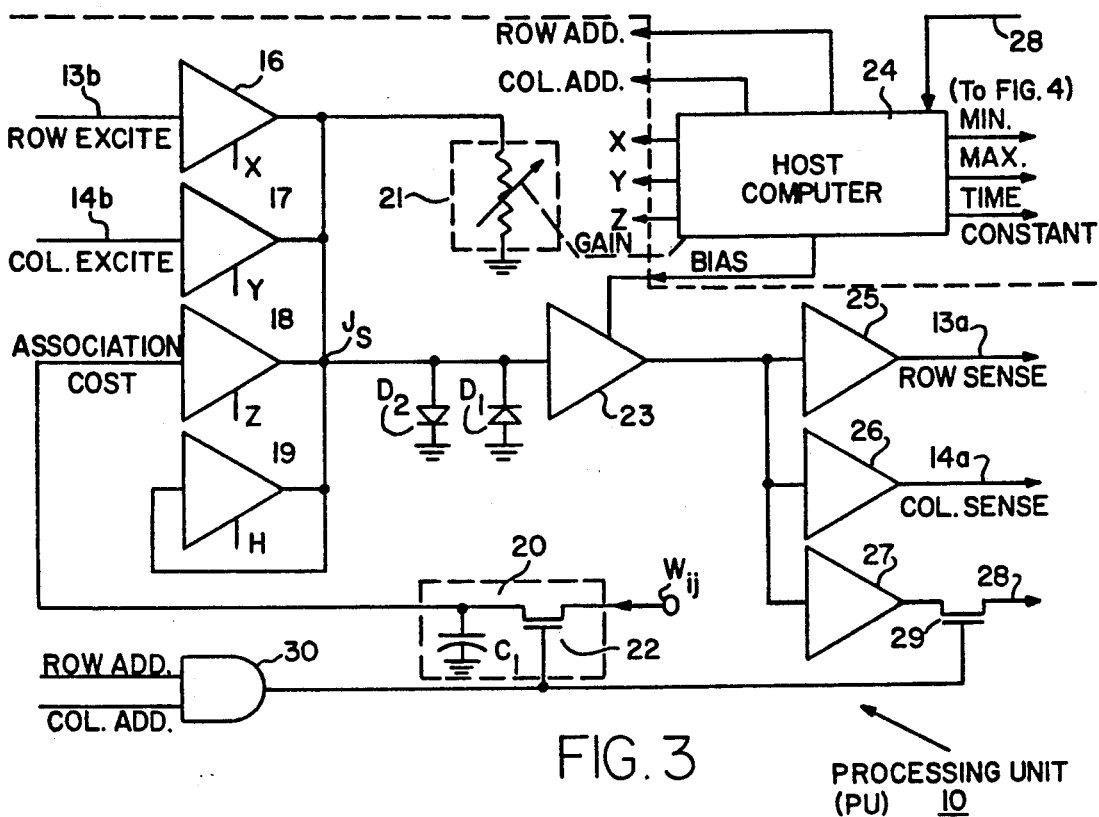 ROW ADD.
28
13b
16
COL. ADD.
24
(To FIG. 4)
MIN.
ROW EXCITE
X
X
HOST
COMPUTER
MAX.
14b
17
21
Y
TIME
COL. EXCITE
Y
Z
GAIN
CONSTANT
BIAS
18
J_S
25
13a
ASSOCIATION
COST
ROW SENSE
Z
D2
D1
23
19
26
14a
COL. SENSE
H
20
W_ij
27
28
30
C1
22
29
ROW ADD.
COL. ADD.
FIG. 3
PROCESSING UNIT
(PU) 10